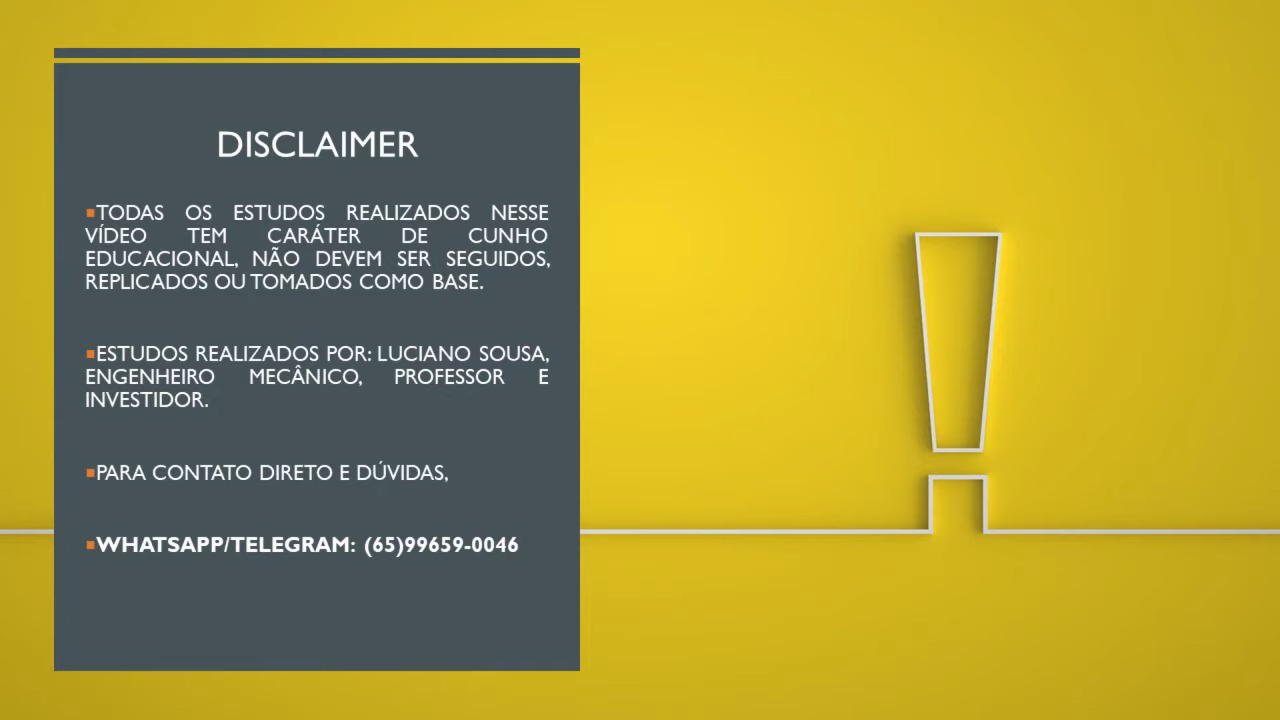 DISCLAIMER
▪TODAS OS ESTUDOS REALIZADOS NESSE
VÍDEO TEM CARÁTER DE CUNHO
EDUCACIONAL, NÃO DEVEM SER SEGUIDOS,
REPLICADOS OU TOMADOS COMO BASE.
▪ESTUDOS REALIZADOS POR: LUCIANO SOUSA,
ENGENHEIRO MECÂNICO, PROFESSOR E
INVESTIDOR.
▪PARA CONTATO DIRETO E DÚVIDAS,
▪WHATSAPP/TELEGRAM: (65)99659-0046